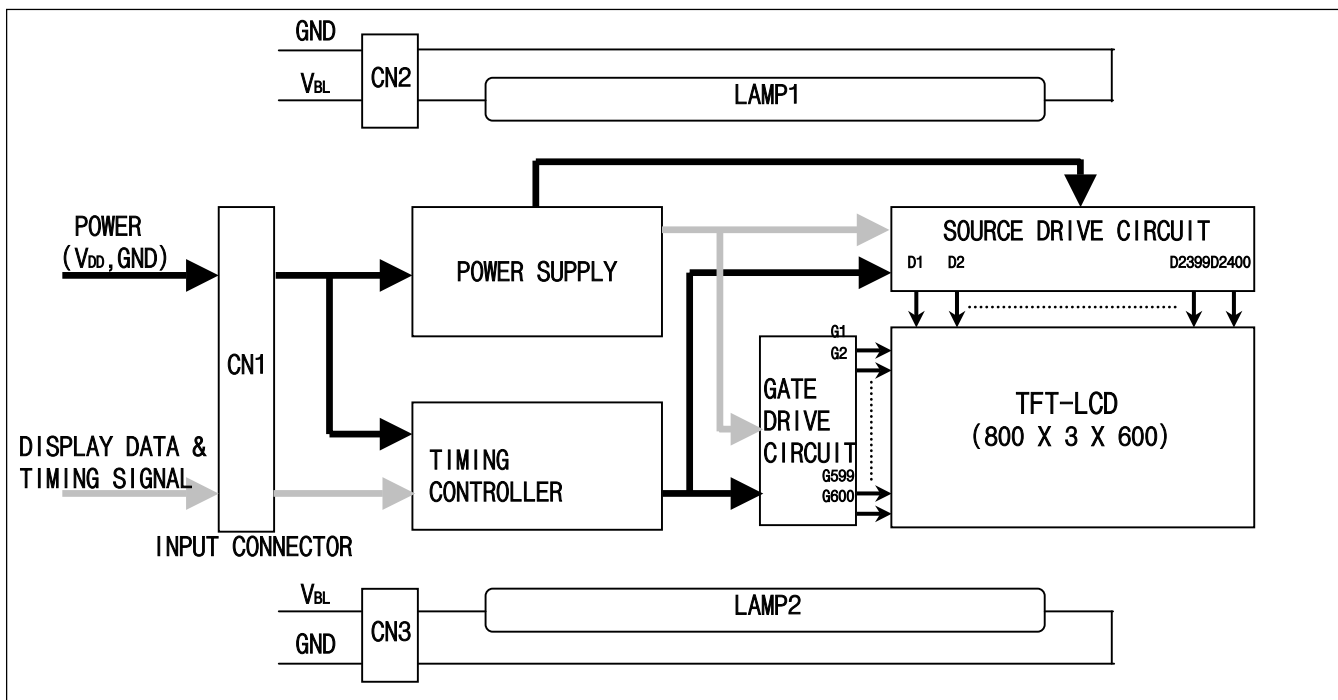 GND
VBL
CN2
LAMP1
POWER
(VDD,GND)
CN1
POWER SUPPLY
SOURCE DRIVE CIRCUIT
D1 D2 D2399D2400
G1
G2
GATE
DRIVE
CIRCUIT
G599
G600
TFT-LCD
(800 X 3 X 600)
DISPLAY DATA &
TIMING SIGNAL
TIMING
CONTROLLER
INPUT CONNECTOR
VBL
GND
CN3
LAMP2